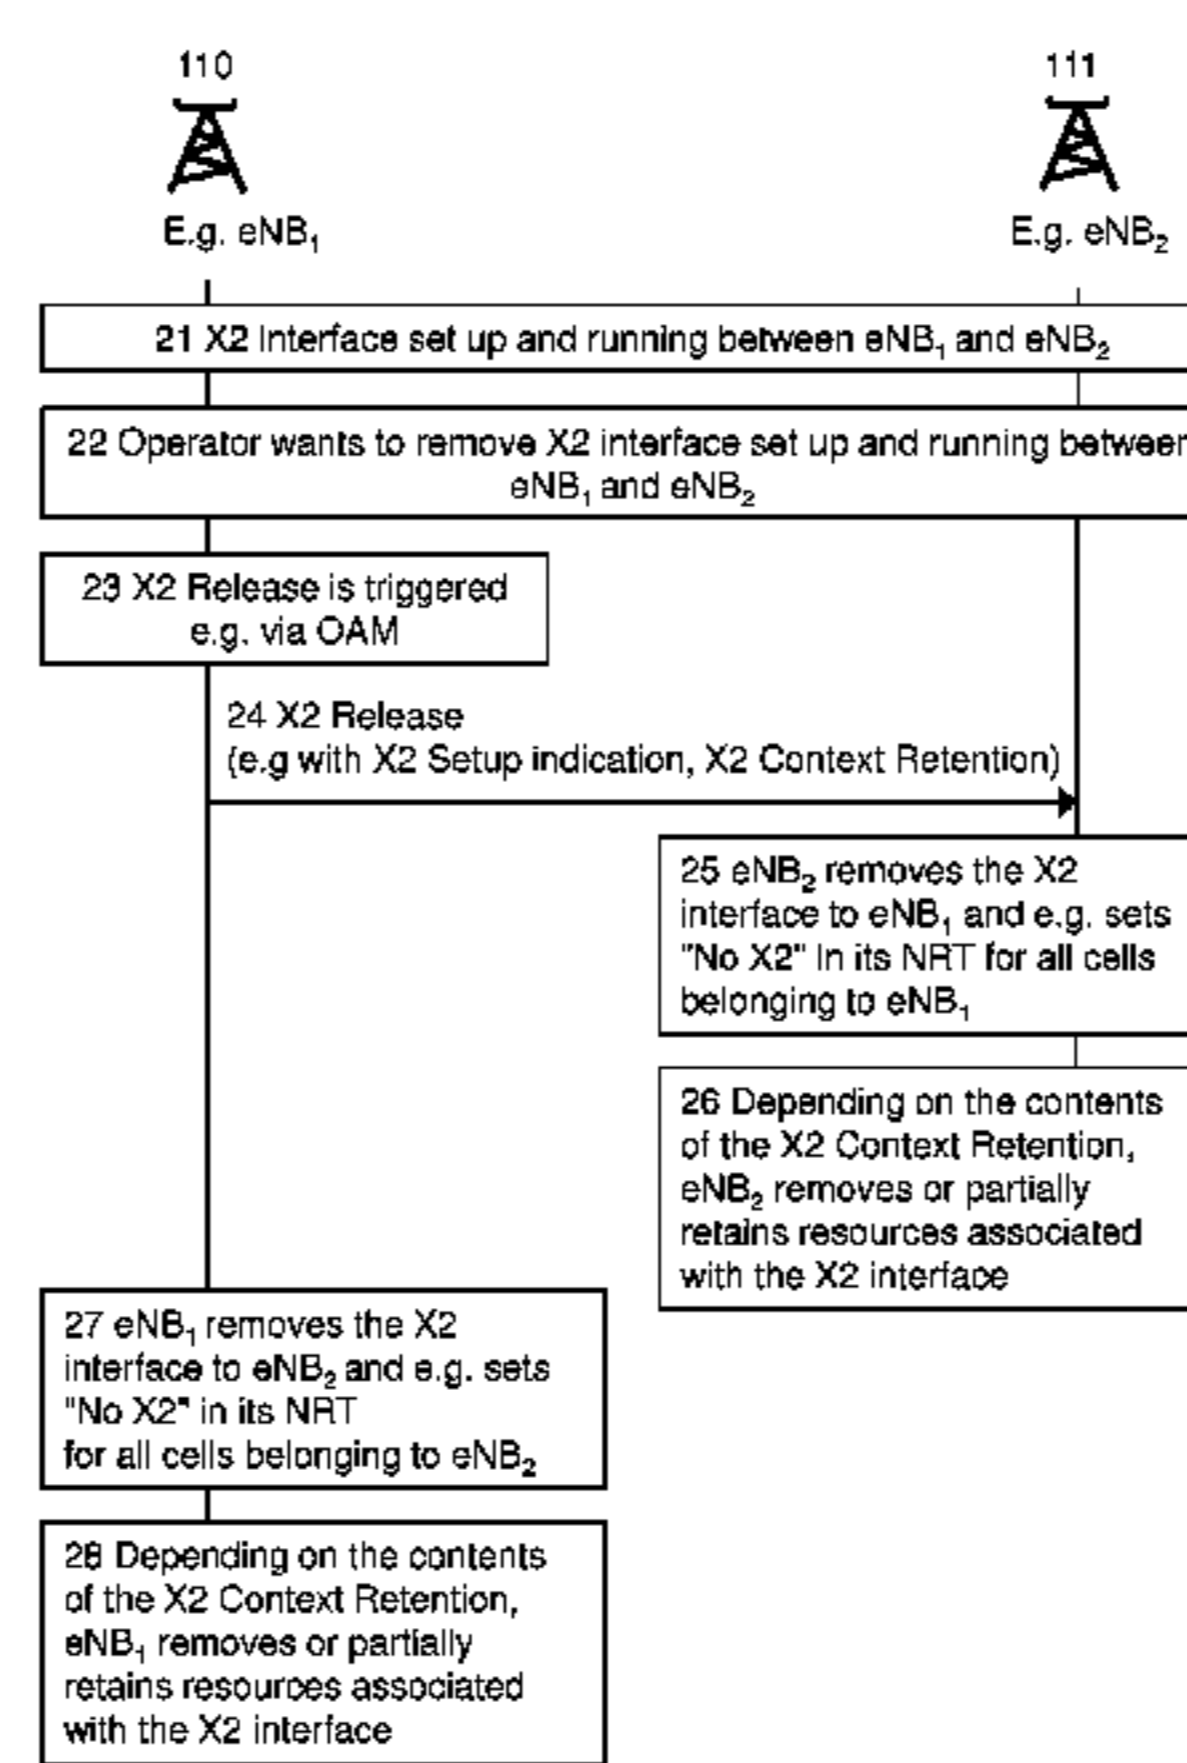 110
111
E.g. eNB₁
E.g. eNB₂
21 X2 Interface set up and running between eNB₁ and eNB₂
22 Operator wants to remove X2 interface set up and running between
eNB₁ and eNB₂
23 X2 Release is triggered
e.g. via OAM
24 X2 Release
(e.g with X2 Setup indication, X2 Context Retention)
25 eNB₂ removes the X2
interface to eNB₁ and e.g. sets
"No X2" In its NRT for all cells
belonging to eNB₁
26 Depending on the contents
of the X2 Context Retention,
eNB₂ removes or partially
retains resources associated
with the X2 interface
27 eNB₁ removes the X2
interface to eNB₂ and e.g. sets
"No X2" in its NRT
for all cells belonging to eNB₂
28 Depending on the contents
of the X2 Context Retention,
eNB₁ removes or partially
retains resources associated
with the X2 interface